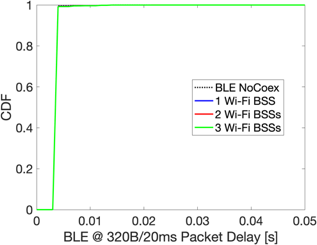 1
0.8
0.6
0.4
0.2
0
CDF
BLE NoCoex
1 Wi-Fi BSS
2 Wi-Fi BSSs
3 Wi-Fi BSSs
0 0.01 0.02 0.03 0.04 0.05
BLE @ 320B/20ms Packet Delay [s]